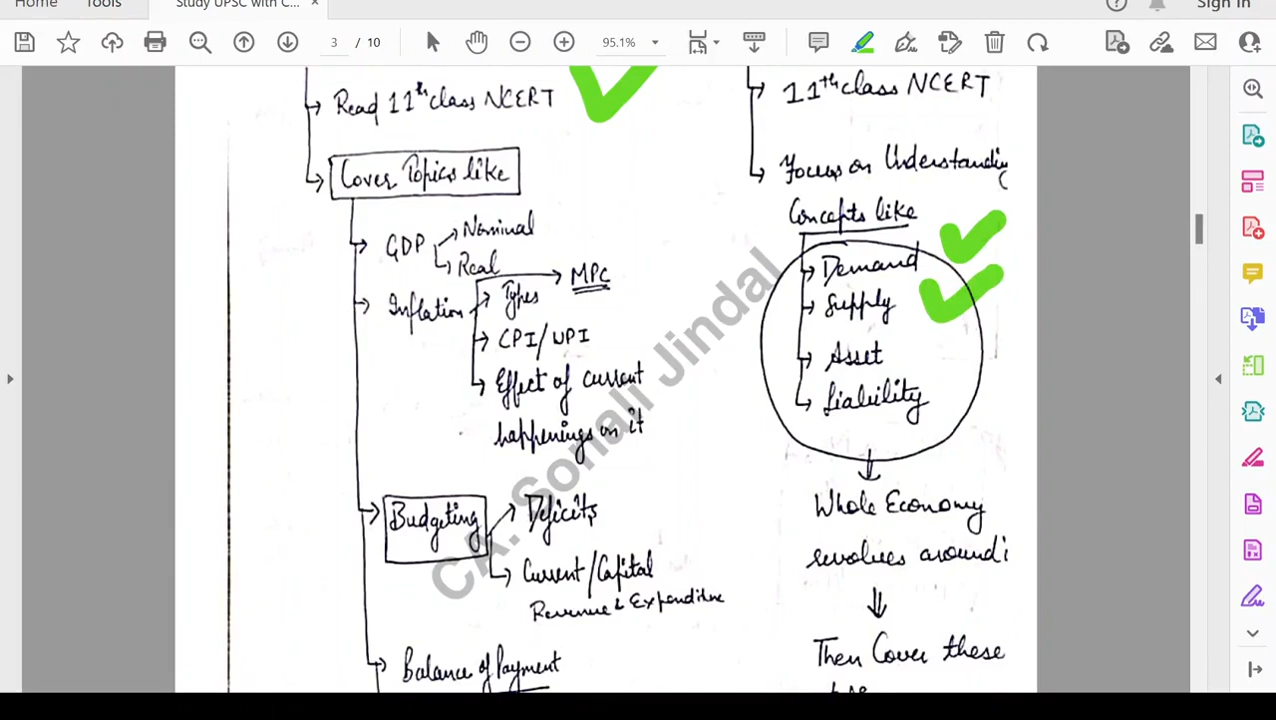 Home
Tools
Study UPSC with C...
×
Sign In
3 / 10
95.1%
Read 11th class NCERT
Cover Topics like
GDP
Nominal
Real
Inflation
MPC
Types
CPI/WPI
Effect of current
happenings on it
Budgeting
Deficits
Current/Capital
Revenue & Expenditure
Balance of Payment
11th class NCERT
Focus on Understanding
Concepts like
Demand
Supply
Asset
Liability
Whole Economy
revolves around i
Then Cover these
CA. Sonali Jindal